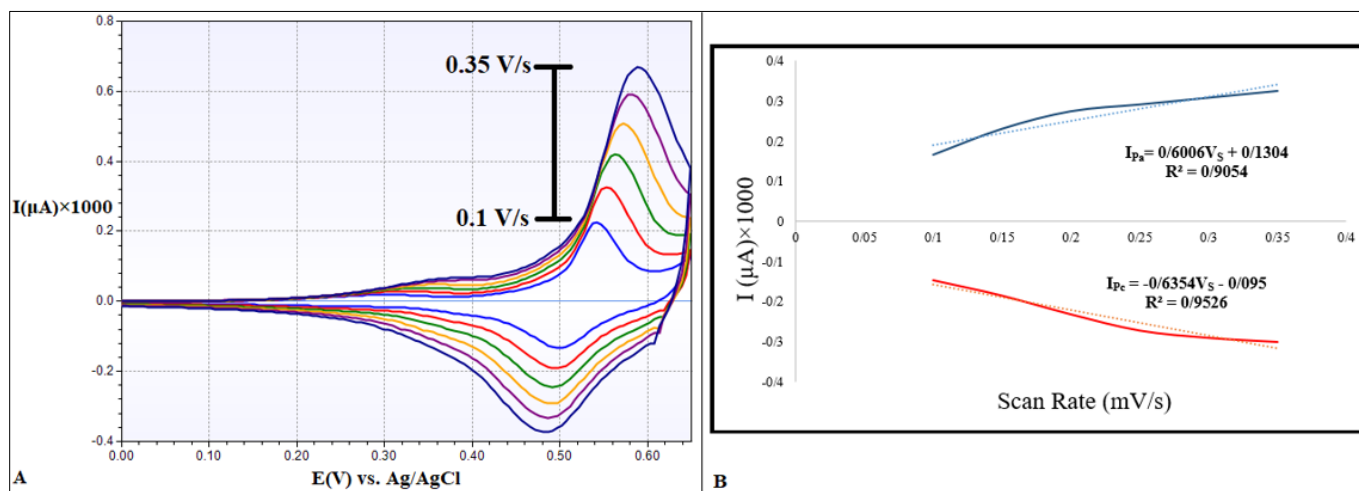 0.8
0.6
0.4
I(μA)×1000
0.2
0.0
-0.2
-0.4
0.35 V/s
0.1 V/s
0.00 0.10 0.20 0.30 0.40 0.50 0.60
E(V) vs. Ag/AgCl
A
0/4
0/3
0/2
0/1
0
-0/1
-0/2
-0/3
-0/4
I (μA)×1000
0 0/05 0/1 0/15 0/2 0/25 0/3 0/35 0/4
I_Pa= 0/6006V_S + 0/1304
R² = 0/9054
I_Pc = -0/6354V_S - 0/095
R² = 0/9526
Scan Rate (mV/s)
B